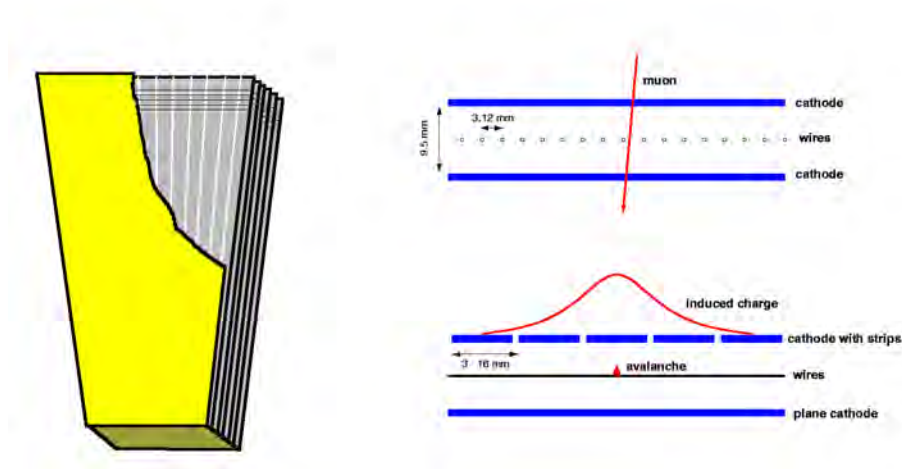 muon
cathode
3.12 mm
9.5 mm
wires
cathode
induced charge
cathode with strips
3 - 16 mm
avalanche
wires
plane cathode